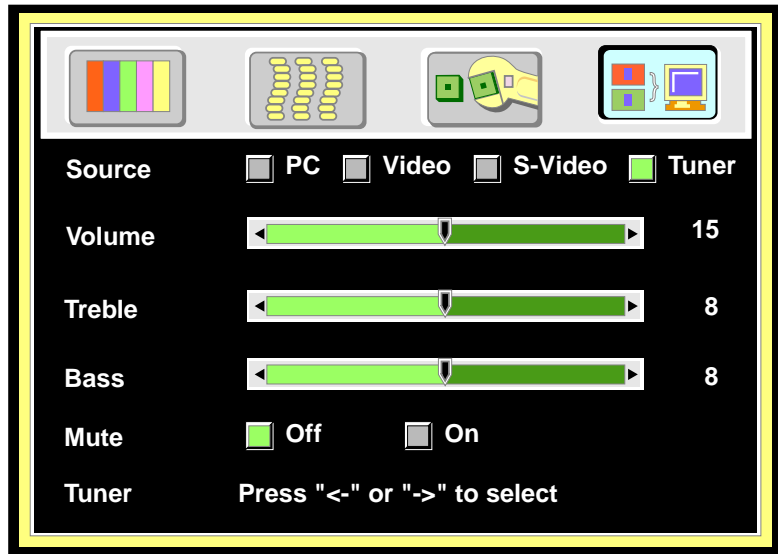 Source PC Video S-Video Tuner
Volume 15
Treble 8
Bass 8
Mute Off On
Tuner Press "<-" or "->" to select